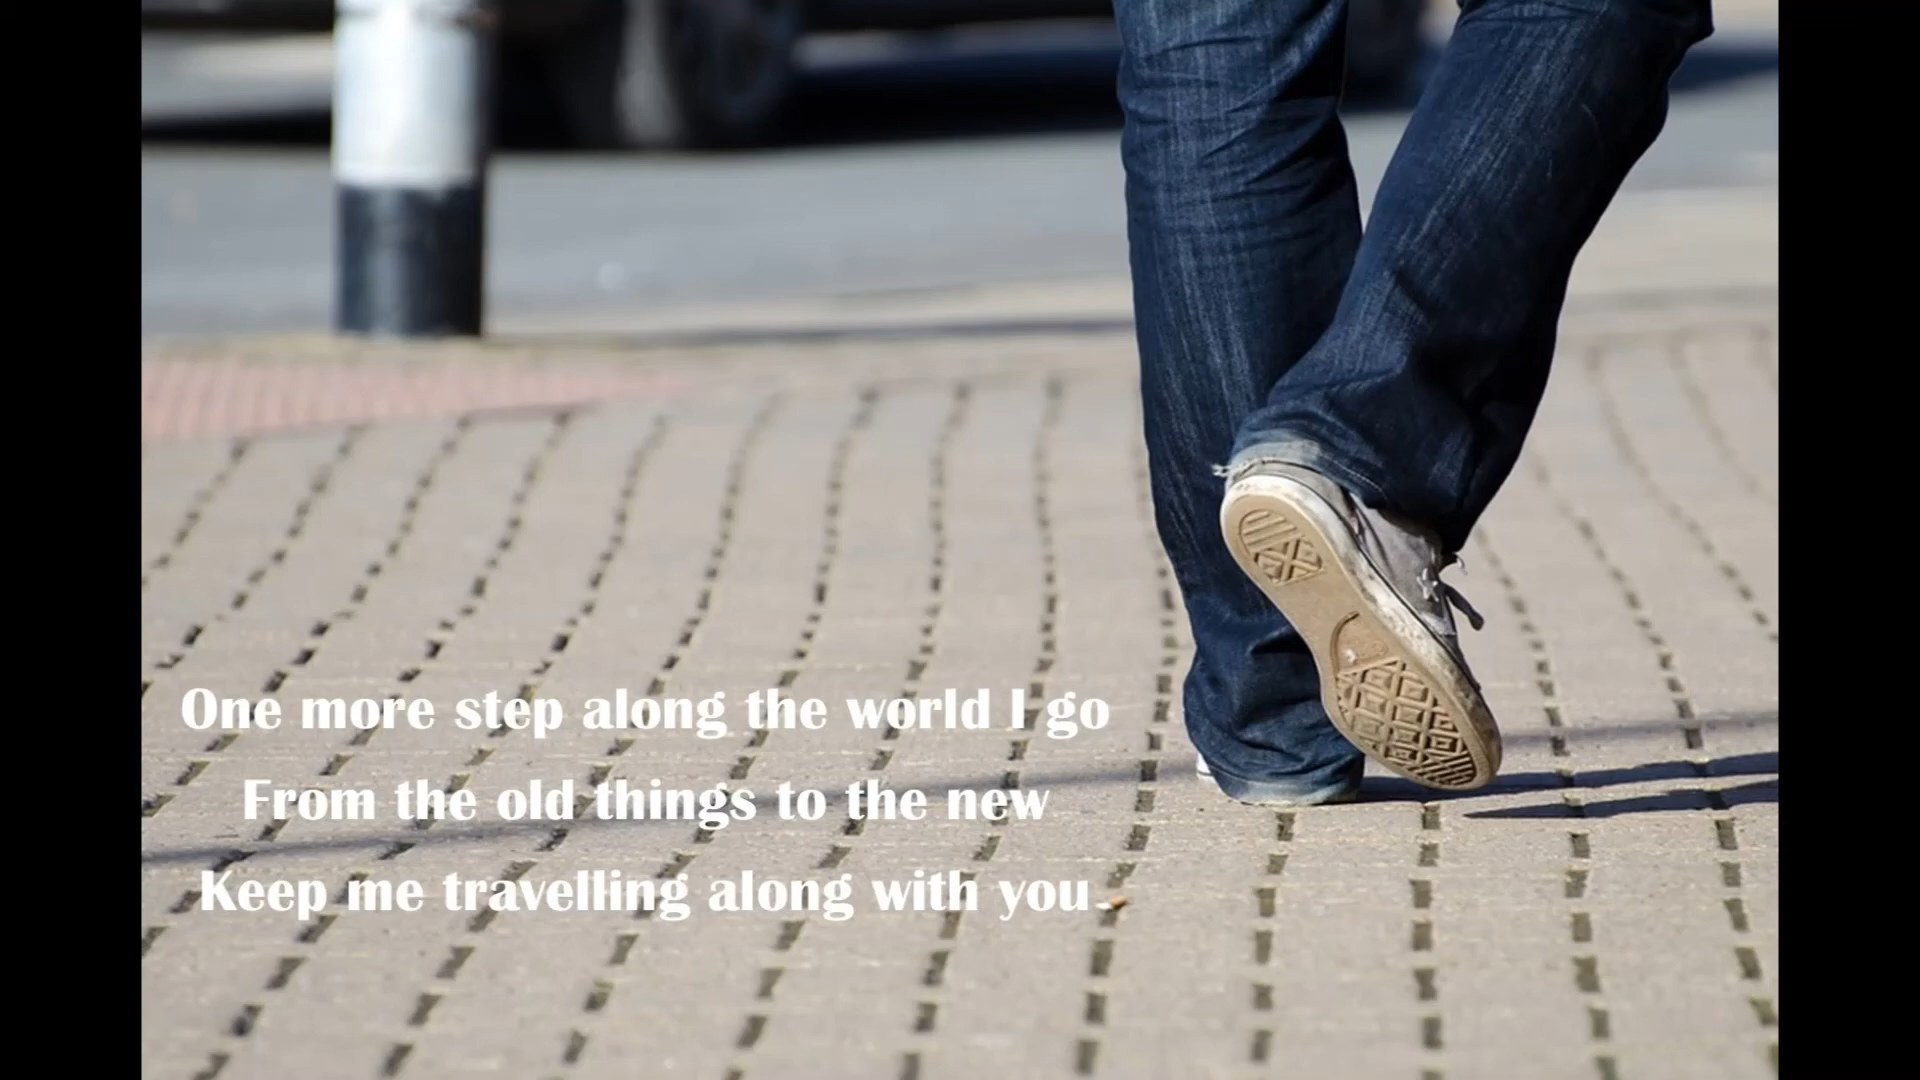 One more step along the world I go
From the old things to the new
Keep me travelling along with you